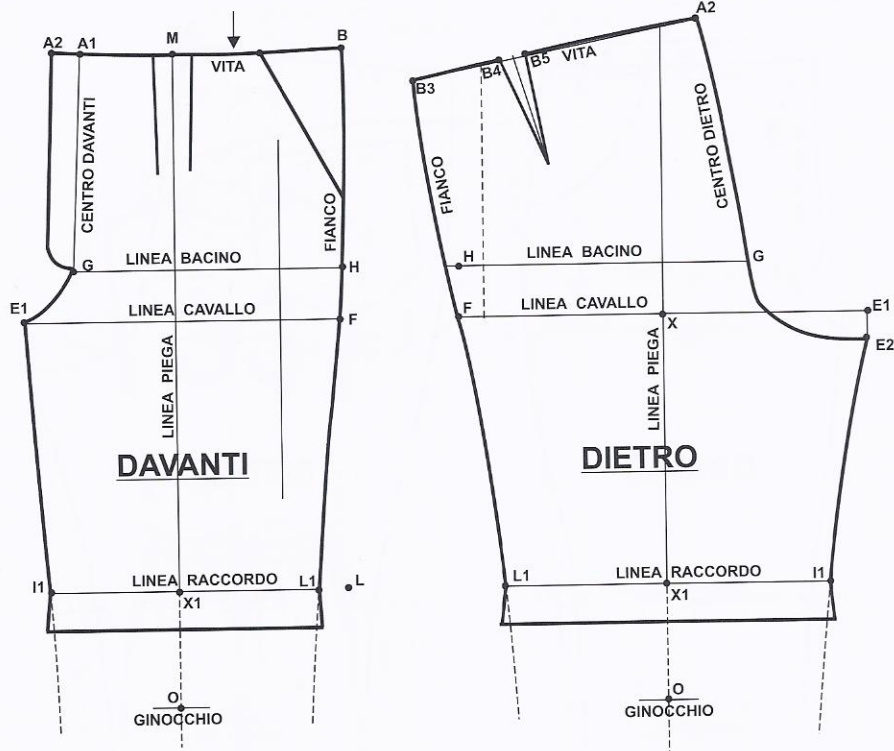 A2 A1 M B
VITA
CENTRO DAVANTI
FIANCO
G LINEA BACINO H
E1 LINEA CAVALLO F
LINEA PIEGA
DAVANTI
I1 LINEA RACCORDO L1 L
X1
O
GINOCCHIO
A2
B3 B4 B5 VITA
FIANCO
CENTRO DIETRO
H LINEA BACINO G
F LINEA CAVALLO E1
X
E2
LINEA PIEGA
DIETRO
L1 LINEA RACCORDO I1
X1
O
GINOCCHIO